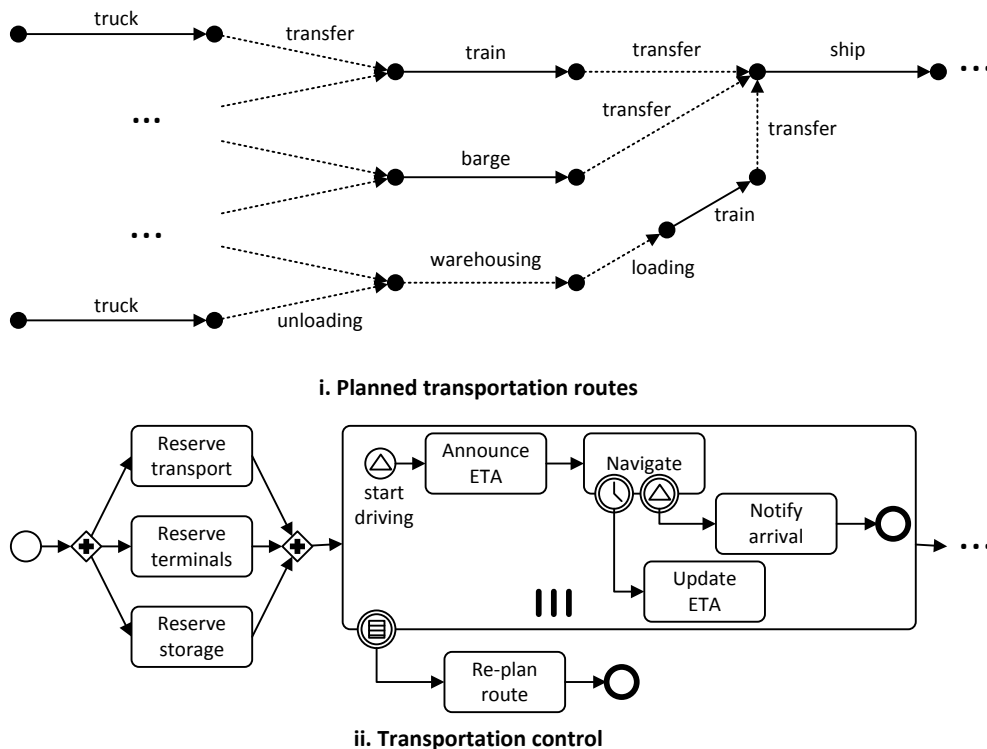 truck
transfer
train
transfer
ship
...
transfer
transfer
...
barge
train
...
warehousing
loading
truck
unloading
i. Planned transportation routes
Reserve
transport
Announce
ETA
Navigate
start
driving
Notify
arrival
Reserve
terminals
...
Update
ETA
Reserve
storage
Re-plan
route
ii. Transportation control